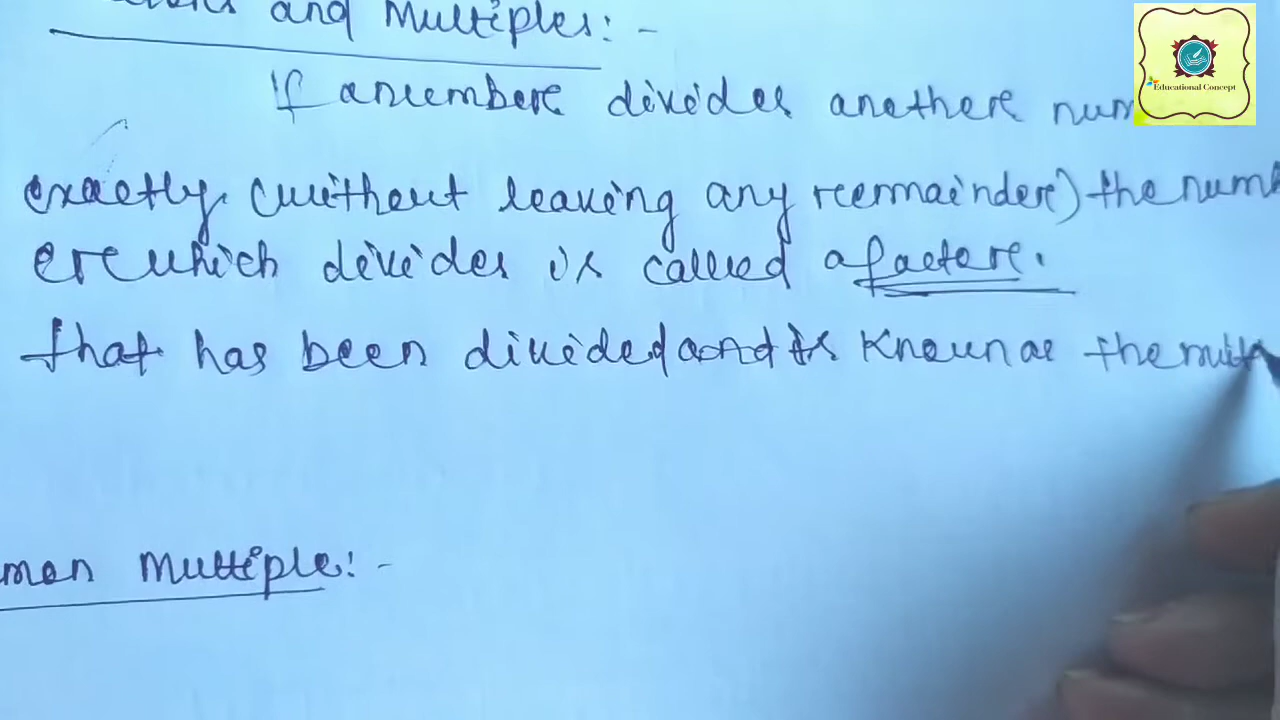 and Multiples:-
Educational Concept
If a number divides another num
exactly (without leaving any remainder) the numb
er which divides is called a factor.
that has been divided and is known as the mult
mon Multiple:-